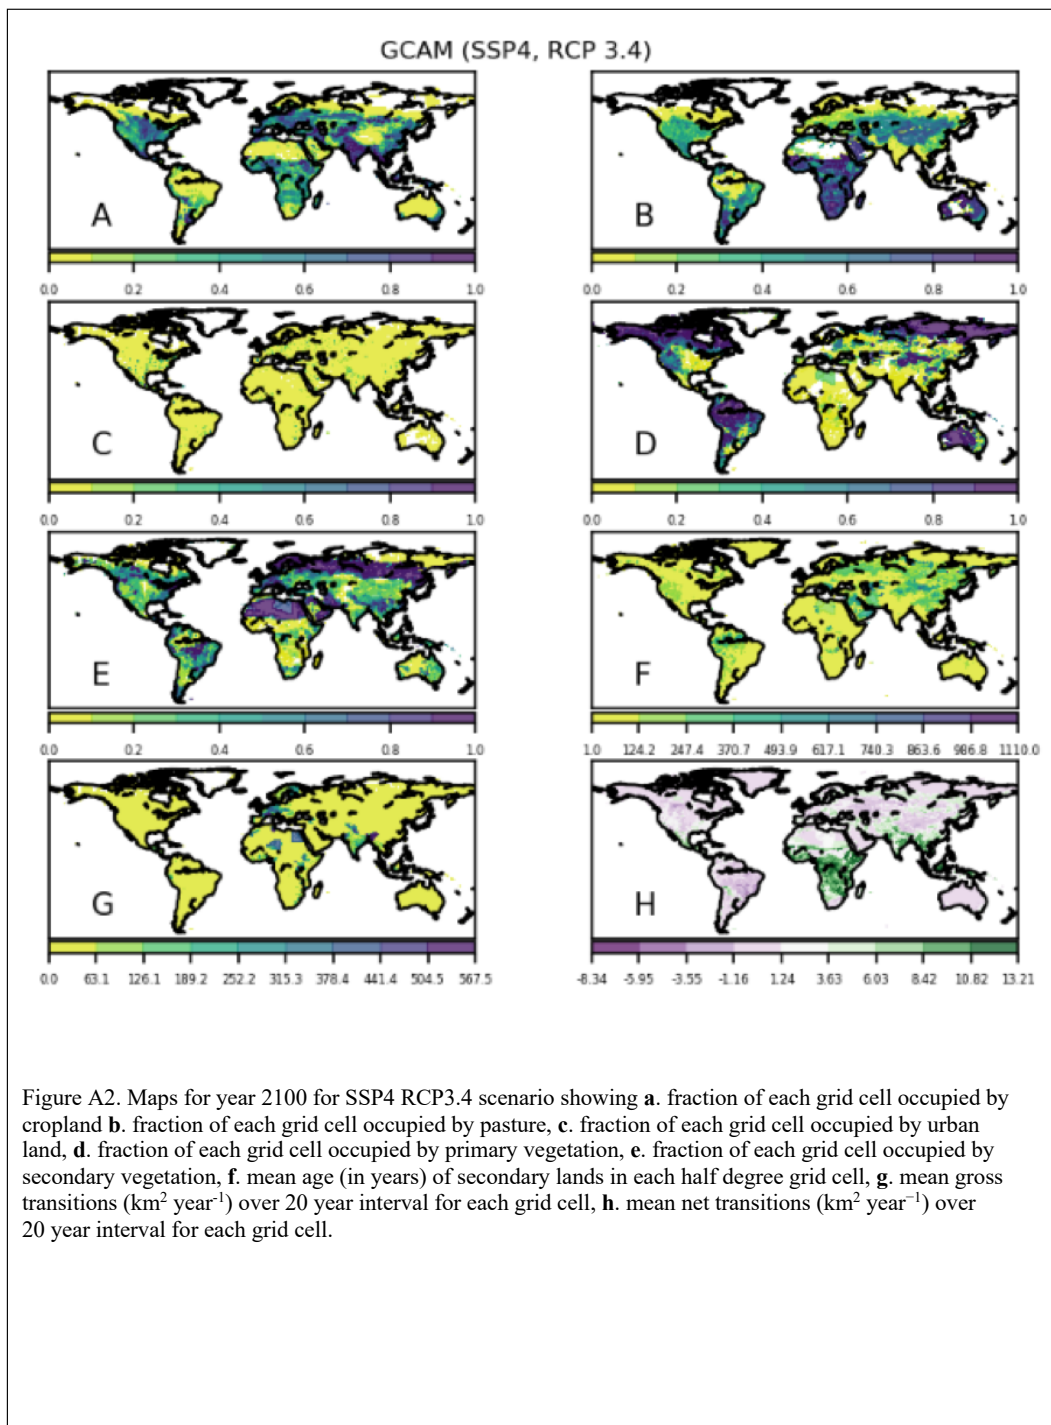 GCAM (SSP4, RCP 3.4)
A
B
0.0 0.2 0.4 0.6 0.8 1.0
0.0 0.2 0.4 0.6 0.8 1.0
C
D
0.0 0.2 0.4 0.6 0.8 1.0
0.0 0.2 0.4 0.6 0.8 1.0
E
F
0.0 0.2 0.4 0.6 0.8 1.0
1.0 124.2 247.4 370.7 493.9 617.1 740.3 863.6 986.8 1110.0
G
H
0.0 63.1 126.1 189.2 252.2 315.3 378.4 441.4 504.5 567.5
-8.34 -5.95 -3.55 -1.16 1.24 3.63 6.03 8.42 10.82 13.21
Figure A2. Maps for year 2100 for SSP4 RCP3.4 scenario showing a. fraction of each grid cell occupied by
cropland b. fraction of each grid cell occupied by pasture, c. fraction of each grid cell occupied by urban
land, d. fraction of each grid cell occupied by primary vegetation, e. fraction of each grid cell occupied by
secondary vegetation, f. mean age (in years) of secondary lands in each half degree grid cell, g. mean gross
transitions (km² year⁻¹) over 20 year interval for each grid cell, h. mean net transitions (km² year⁻¹) over
20 year interval for each grid cell.